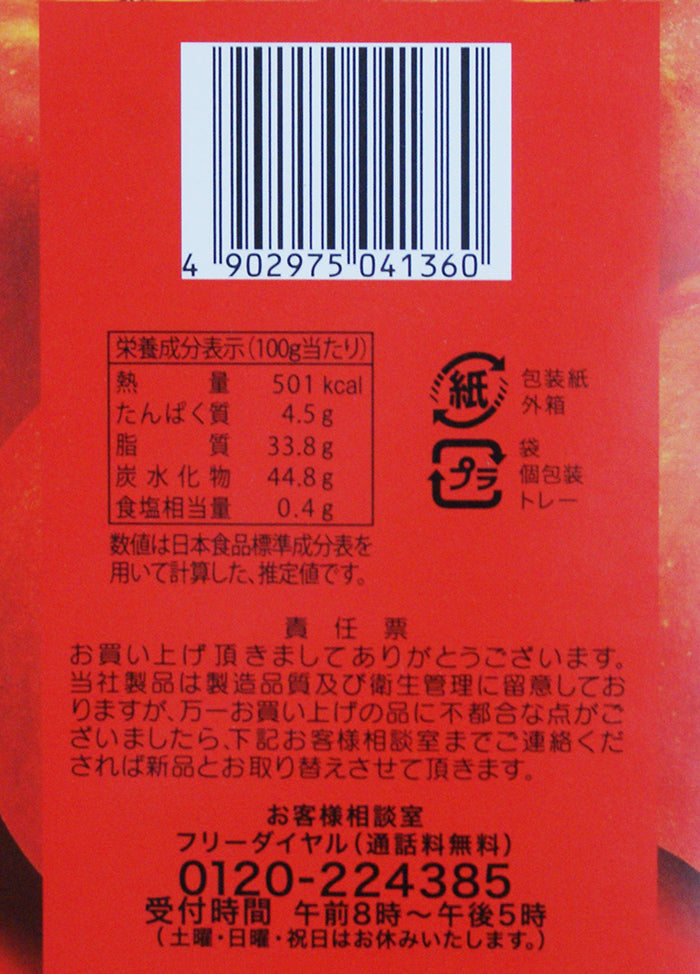 4 902975 041360
栄養成分表示(100g当たり)
熱量 501 kcal
たんぱく質 4.5g
脂質 33.8g
炭水化物 44.8g
食塩相当量 0.4g
数値は日本食品標準成分表を
用いて計算した、推定値です。
紙
包装紙
外箱
プラ
袋
個包装
トレー
責任票
お買い上げ頂きましてありがとうございます。
当社製品は製造品質及び衛生管理に留意してお
りますが、万一お買い上げの品に不都合な点がご
ざいましたら、下記お客様相談室までご連絡くだ
されば新品とお取り替えさせて頂きます。
お客様相談室
フリーダイヤル(通話料無料)
0120-224385
受付時間 午前8時～午後5時
(土曜・日曜・祝日はお休みいたします。)